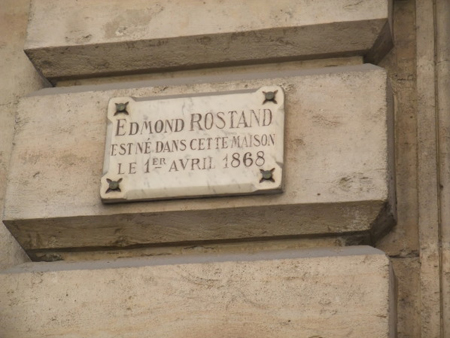 EDMOND ROSTAND
EST NÉ DANS CETTE MAISON
LE 1ER AVRIL 1868